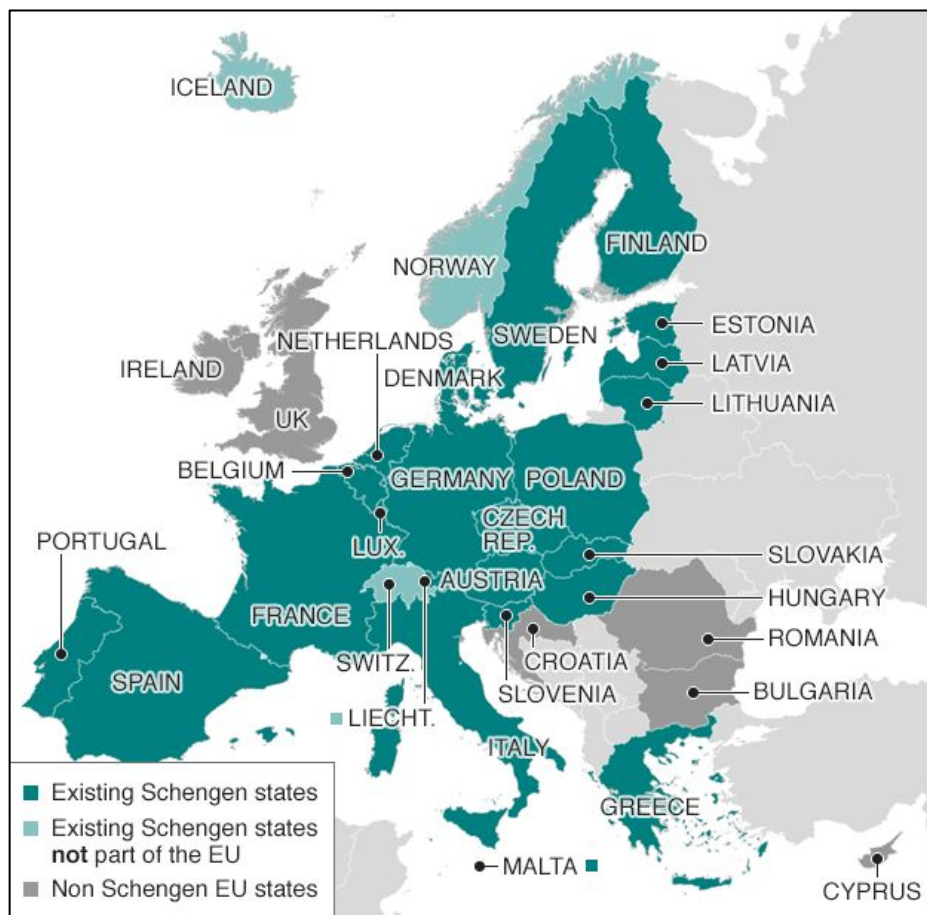 ICELAND
NORWAY
FINLAND
SWEDEN
ESTONIA
NETHERLANDS
LATVIA
IRELAND
DENMARK
LITHUANIA
UK
BELGIUM
GERMANY
POLAND
CZECH
REP.
PORTUGAL
LUX.
SLOVAKIA
AUSTRIA
HUNGARY
FRANCE
ROMANIA
SWITZ.
CROATIA
SPAIN
SLOVENIA
BULGARIA
LIECHT.
ITALY
GREECE
MALTA
CYPRUS
Existing Schengen states
Existing Schengen states
not part of the EU
Non Schengen EU states